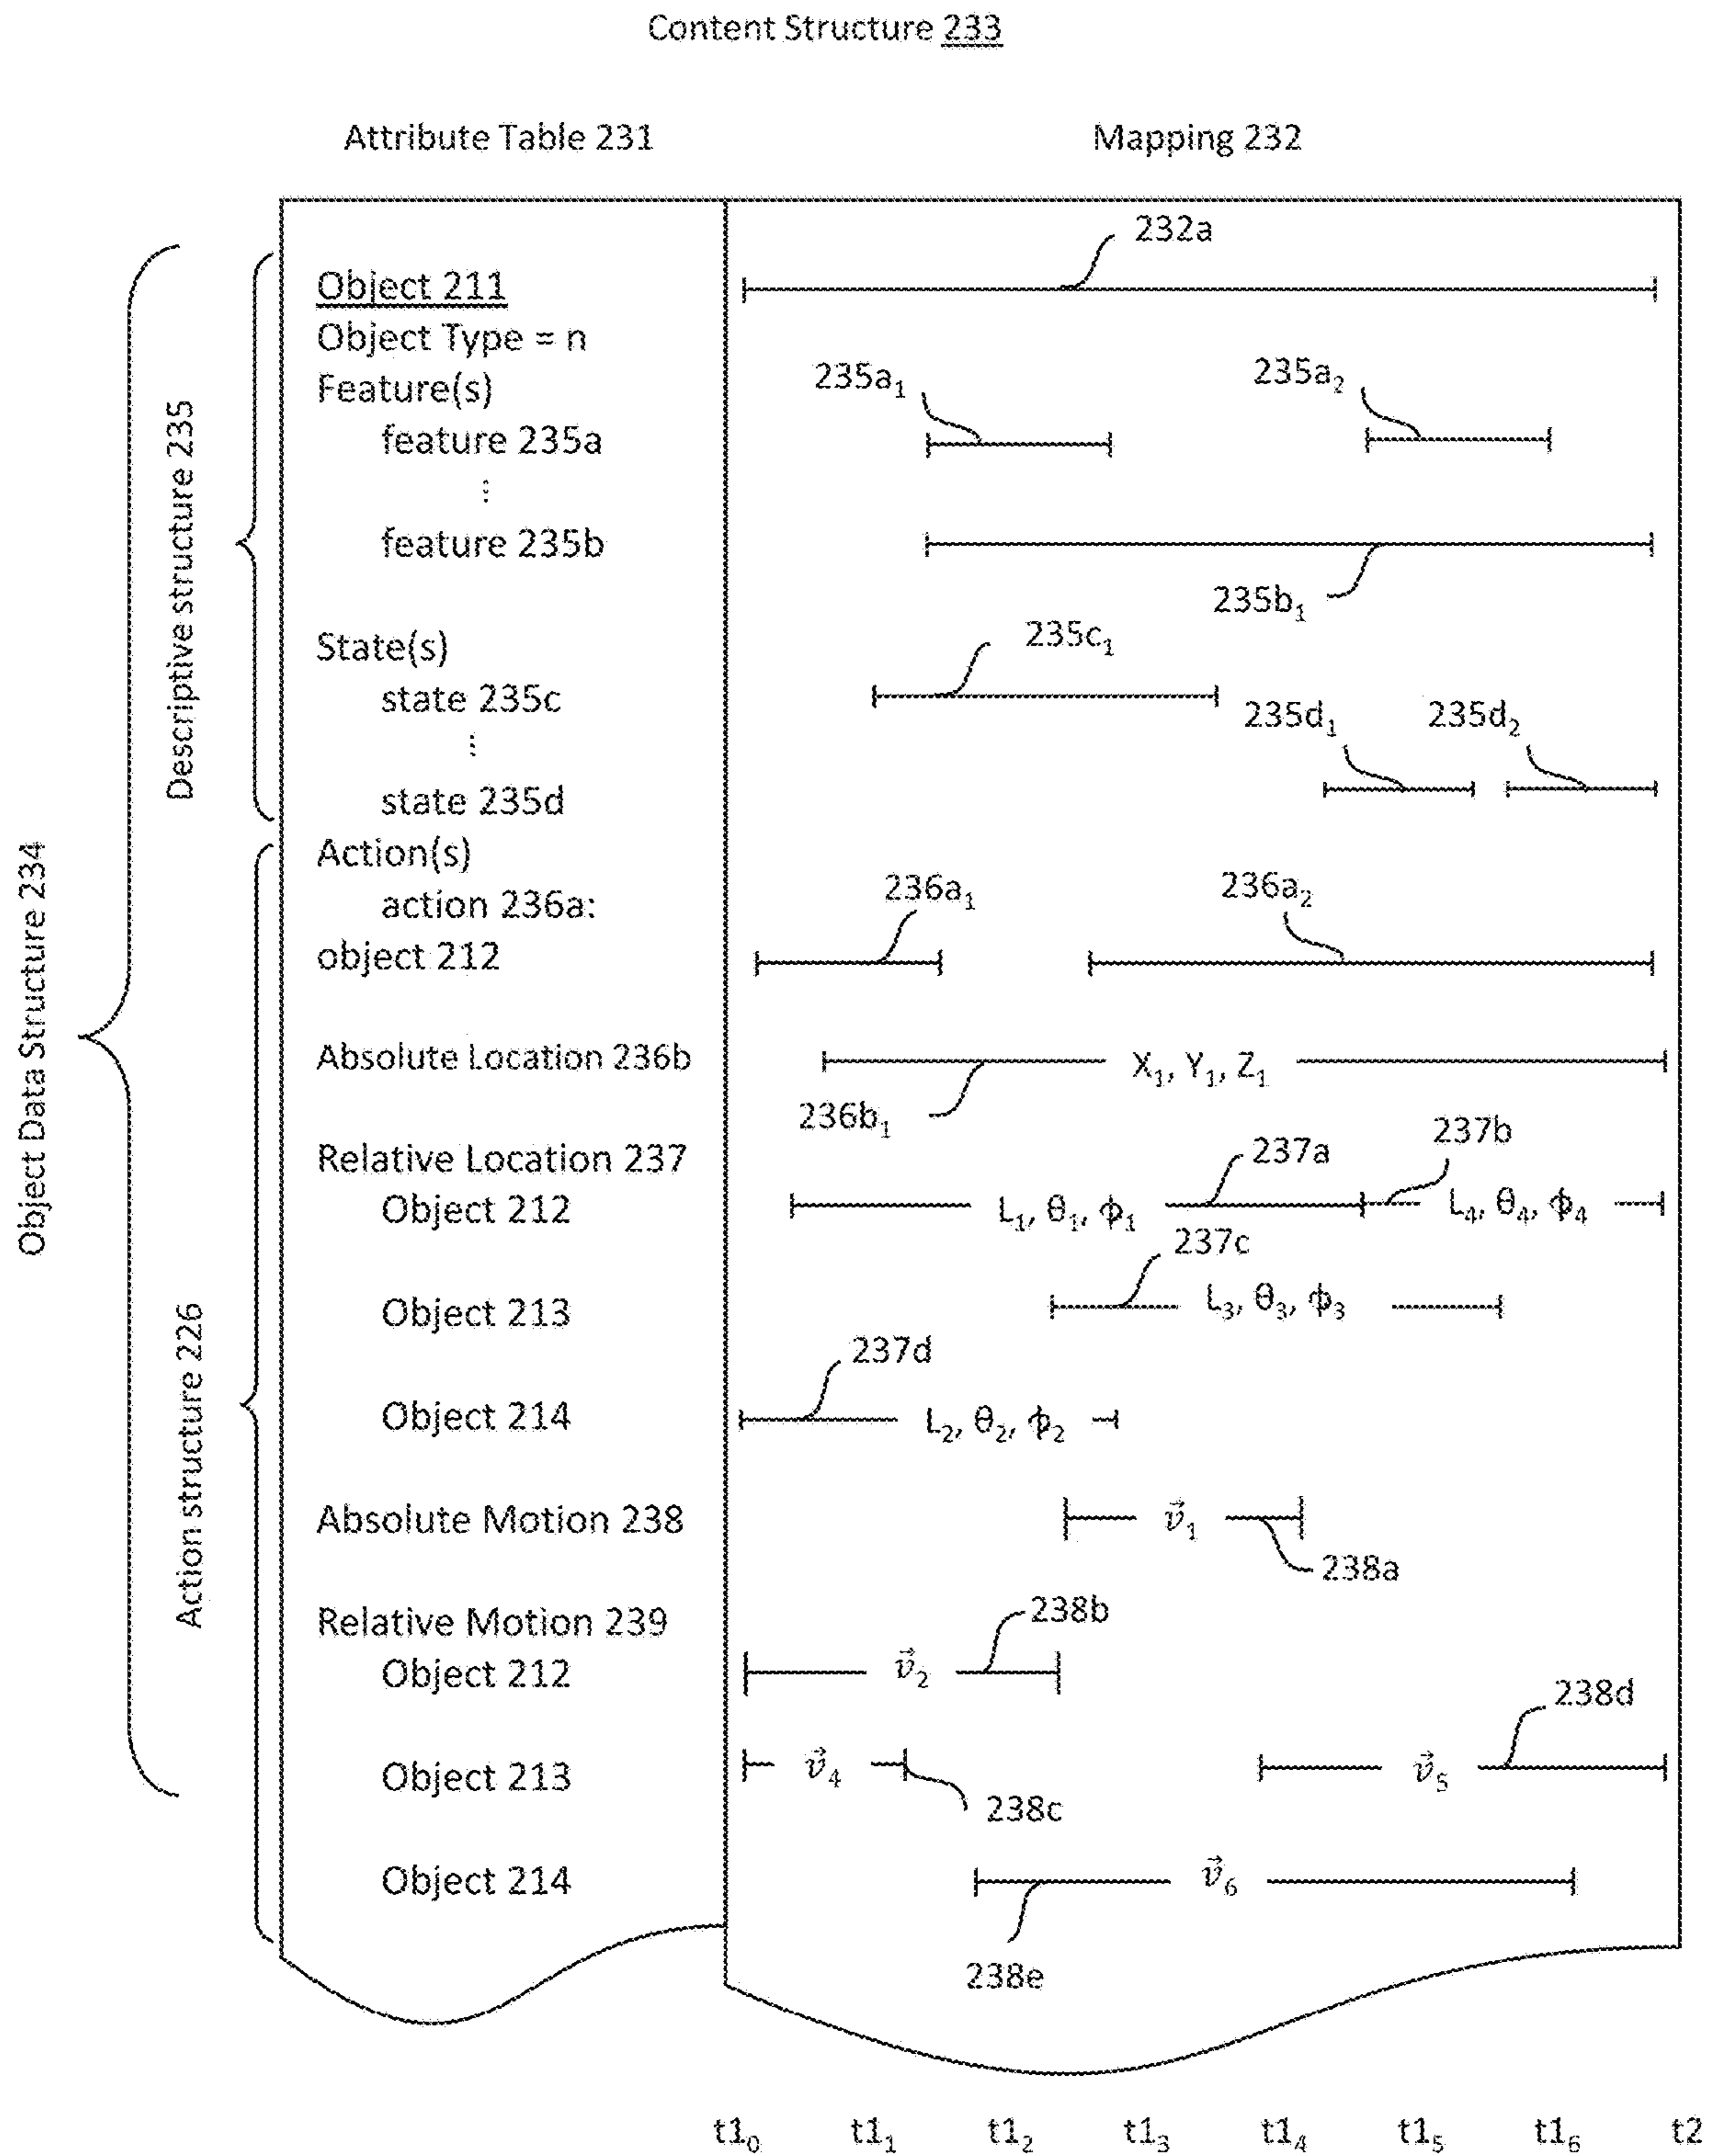 Content Structure 233
Attribute Table 231
Mapping 232
232a
Object 211
Object Type = n
235a₁
235a₂
Feature(s)
feature 235a
⋮
feature 235b
235b₁
State(s)
235c₁
state 235c
⋮
235d₁
235d₂
state 235d
Descriptive structure 235
Object Data Structure 234
Action(s)
236a₁
236a₂
action 236a:
object 212
Absolute Location 236b
X₁, Y₁, Z₁
236b₁
Relative Location 237
237a
237b
Object 212
L₁, θ₁, ϕ₁
L₄, θ₄, ϕ₄
237c
Object 213
L₃, θ₃, ϕ₃
237d
Object 214
L₂, θ₂, ϕ₂
Action structure 226
Absolute Motion 238
v⃗₁
238a
Relative Motion 239
238b
Object 212
v⃗₂
238d
Object 213
v⃗₄
v⃗₅
238c
Object 214
v⃗₆
238e
t1₀ t1₁ t1₂ t1₃ t1₄ t1₅ t1₆ t2